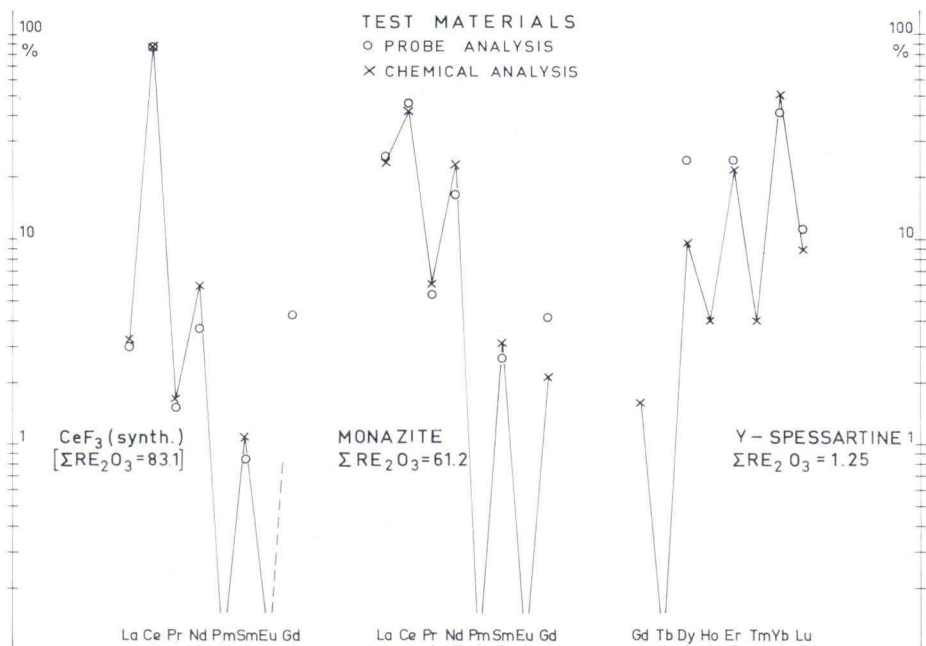 TEST MATERIALS
○ PROBE ANALYSIS
× CHEMICAL ANALYSIS
100
%
10
1
CeF₃ (synth.)
[ΣRE₂O₃=83.1]
MONAZITE
ΣRE₂O₃=61.2
Y-SPESSARTINE
ΣRE₂O₃=1.25
100
%
10
1
La Ce Pr Nd Pm Sm Eu Gd
La Ce Pr Nd Pm Sm Eu Gd
Gd Tb Dy Ho Er Tm Yb Lu